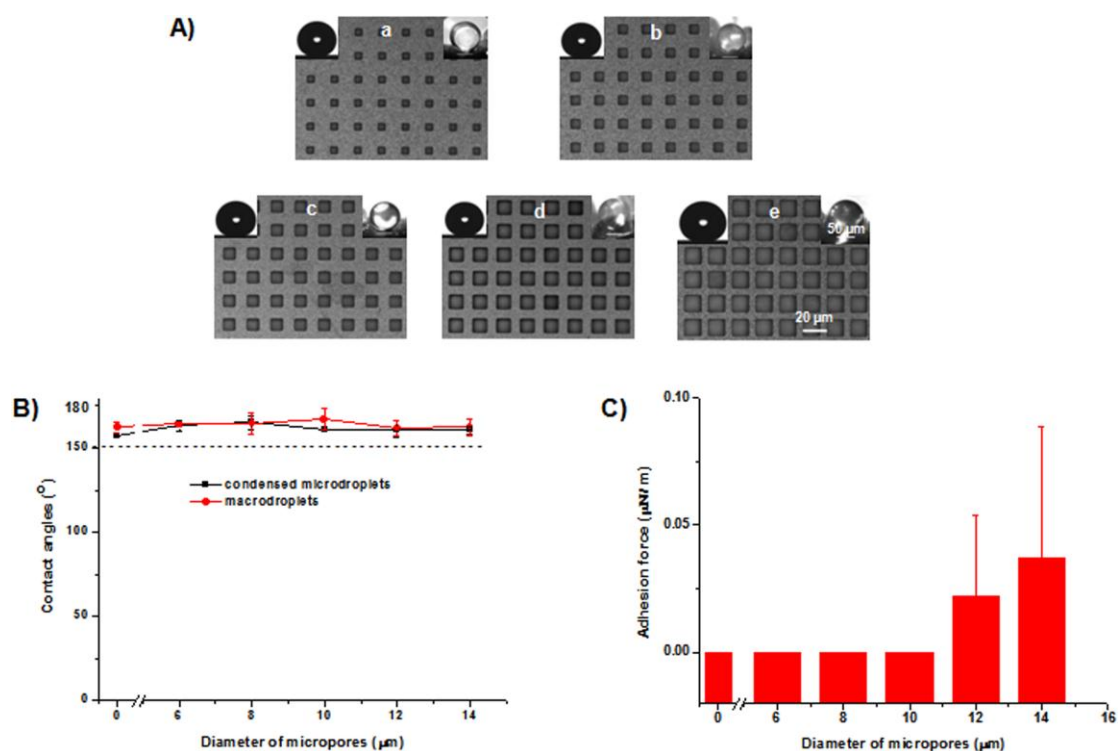 A)
a
b
c
d
e
50 µm
20 µm
B)
180
150
100
50
0
Contact angles (°)
condensed microdroplets
macrodroplets
0 6 8 10 12 14
Diameter of micropores (µm)
C)
0.10
0.05
0.00
Adhesion force (µN/m)
0 6 8 10 12 14 16
Diameter of micropores (µm)